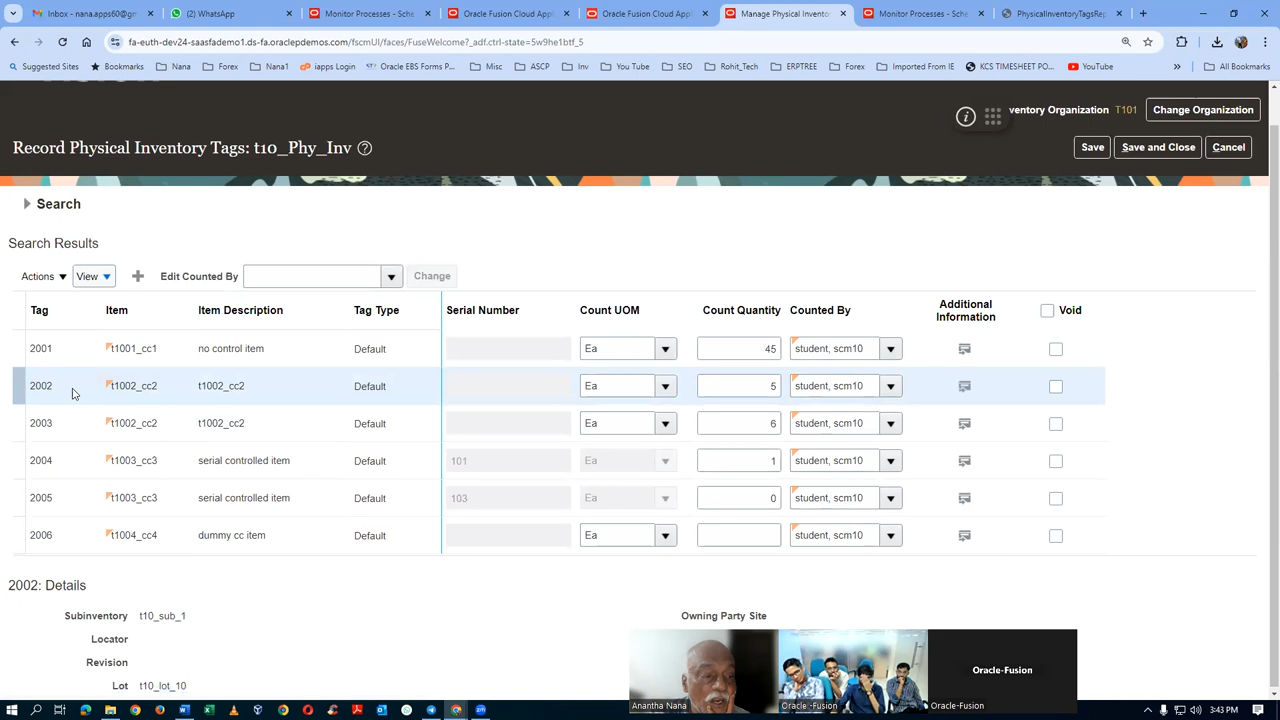 Inbox - nana.apps60@gm
(2) WhatsApp
Monitor Processes - Sche
Oracle Fusion Cloud Appl
Oracle Fusion Cloud Appl
Manage Physical Invento
Monitor Processes - Sche
PhysicalInventoryTagsRep
fa-euth-dev24-saasfademo1.ds-fa.oraclepdemos.com/fscmUI/faces/FuseWelcome?_adf.ctrl-state=5w9he1btf_5
Suggested Sites Bookmarks Nana Forex Nana1 iapps Login Oracle EBS Forms P... Misc ASCP Inv You Tube SEO Rohit_Tech ERPTREE Forex Imported From IE KCS TIMESHEET PO... YouTube » All Bookmarks
ventory Organization T101 Change Organization
Record Physical Inventory Tags: t10_Phy_Inv
Save Save and Close Cancel
Search
Search Results
Actions View Edit Counted By Change
Tag Item Item Description Tag Type Serial Number Count UOM Count Quantity Counted By Additional Information Void
2001 t1001_cc1 no control item Default Ea 45 student, scm10
2002 t1002_cc2 t1002_cc2 Default Ea 5 student, scm10
2003 t1002_cc2 t1002_cc2 Default Ea 6 student, scm10
2004 t1003_cc3 serial controlled item Default 101 Ea 1 student, scm10
2005 t1003_cc3 serial controlled item Default 103 Ea 0 student, scm10
2006 t1004_cc4 dummy cc item Default Ea student, scm10
2002: Details
Subinventory t10_sub_1 Owning Party Site
Locator
Revision
Lot t10_lot_10
Oracle-Fusion
Anantha Nana Oracle-Fusion Oracle-Fusion
3:43 PM